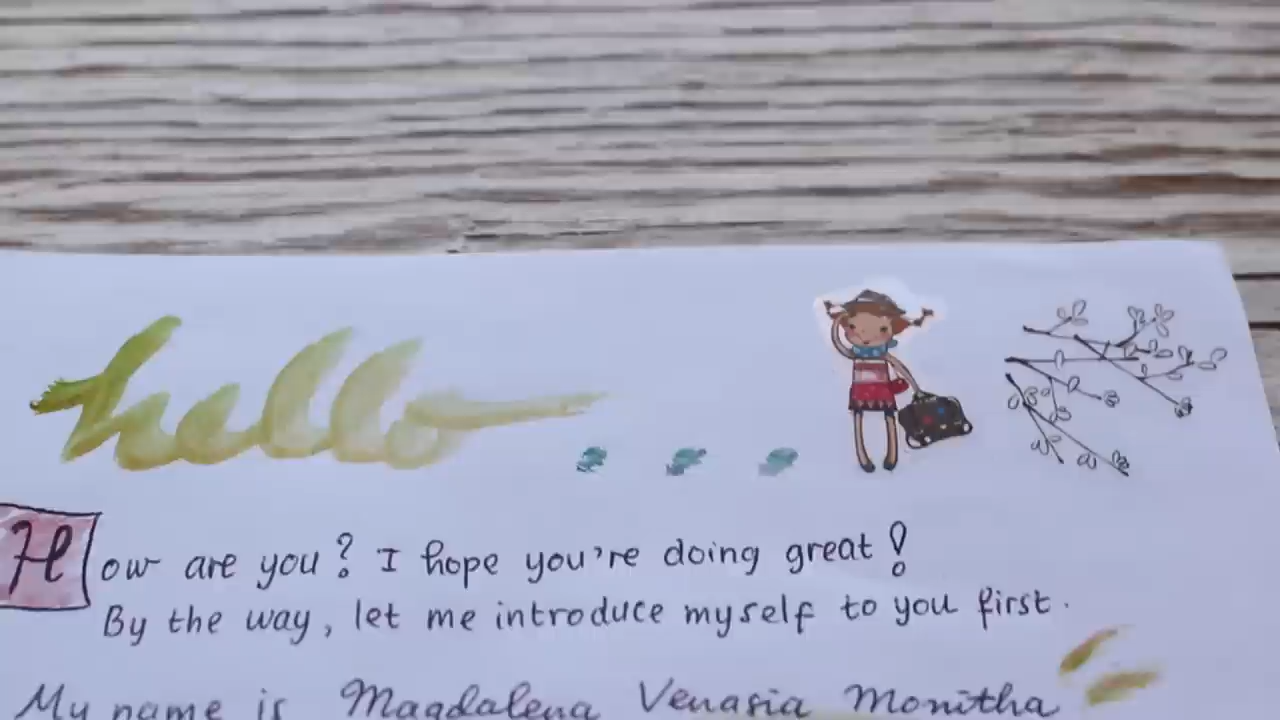 hello ...
How are you? I hope you're doing great!
By the way, let me introduce myself to you first.
My name is Magdalena Venasia Monitha